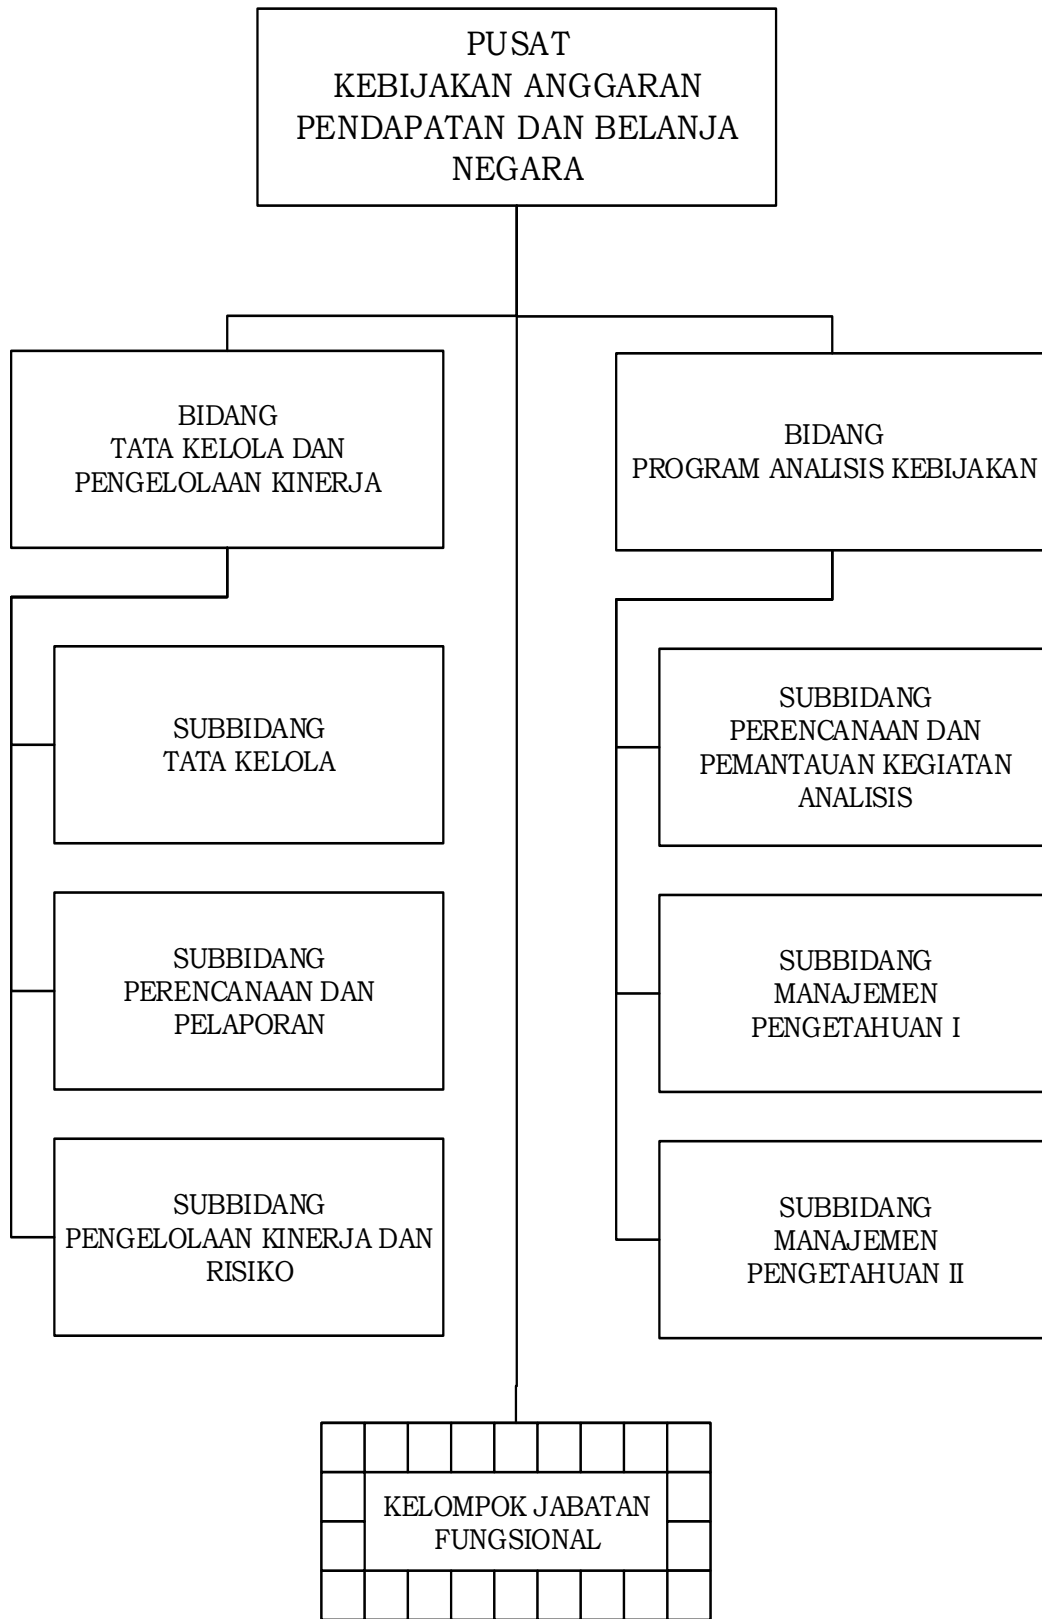 PUSAT
KEBIJAKAN ANGGARAN
PENDAPATAN DAN BELANJA
NEGARA
BIDANG
TATA KELOLA DAN
PENGELOLAAN KINERJA
BIDANG
PROGRAM ANALISIS KEBIJAKAN
SUBBIDANG
TATA KELOLA
SUBBIDANG
PERENCANAAN DAN
PELAPORAN
SUBBIDANG
PENGELOLAAN KINERJA DAN
RISIKO
SUBBIDANG
PERENCANAAN DAN
PEMANTAUAN KEGIATAN
ANALISIS
SUBBIDANG
MANAJEMEN
PENGETAHUAN I
SUBBIDANG
MANAJEMEN
PENGETAHUAN II
KELOMPOK JABATAN
FUNGSIONAL